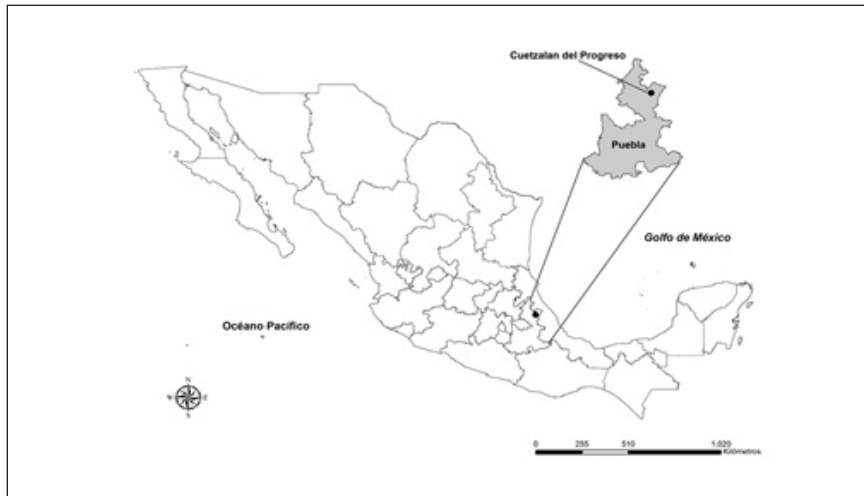 Cuetzalan del Progreso
Puebla
Golfo de México
Océano Pacífico
N
W E
S
0 255 510 1.020
Kilómetros